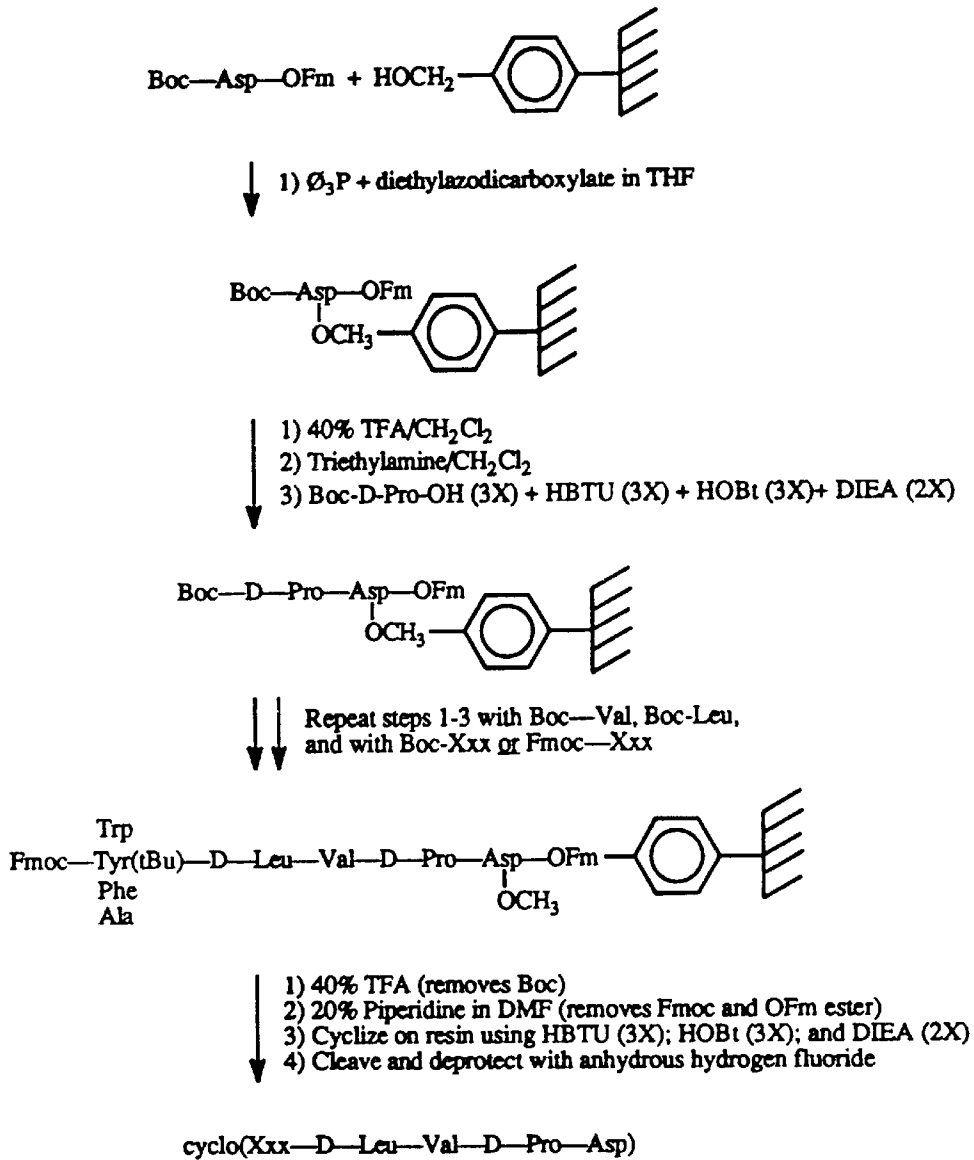 Boc—Asp—OFm + HOCH2
1) Ø3P + diethylazodicarboxylate in THF
Boc—Asp—OFm
OCH3
1) 40% TFA/CH2Cl2
2) Triethylamine/CH2Cl2
3) Boc-D-Pro-OH (3X) + HBTU (3X) + HOBt (3X)+ DIEA (2X)
Boc—D—Pro—Asp—OFm
OCH3
Repeat steps 1-3 with Boc—Val, Boc-Leu,
and with Boc-Xxx or Fmoc—Xxx
Trp
Fmoc—Tyr(tBu)—D—Leu—Val—D—Pro—Asp—OFm
Phe
OCH3
Ala
1) 40% TFA (removes Boc)
2) 20% Piperidine in DMF (removes Fmoc and OFm ester)
3) Cyclize on resin using HBTU (3X); HOBt (3X); and DIEA (2X)
4) Cleave and deprotect with anhydrous hydrogen fluoride
cyclo(Xxx—D—Leu—Val—D—Pro—Asp)